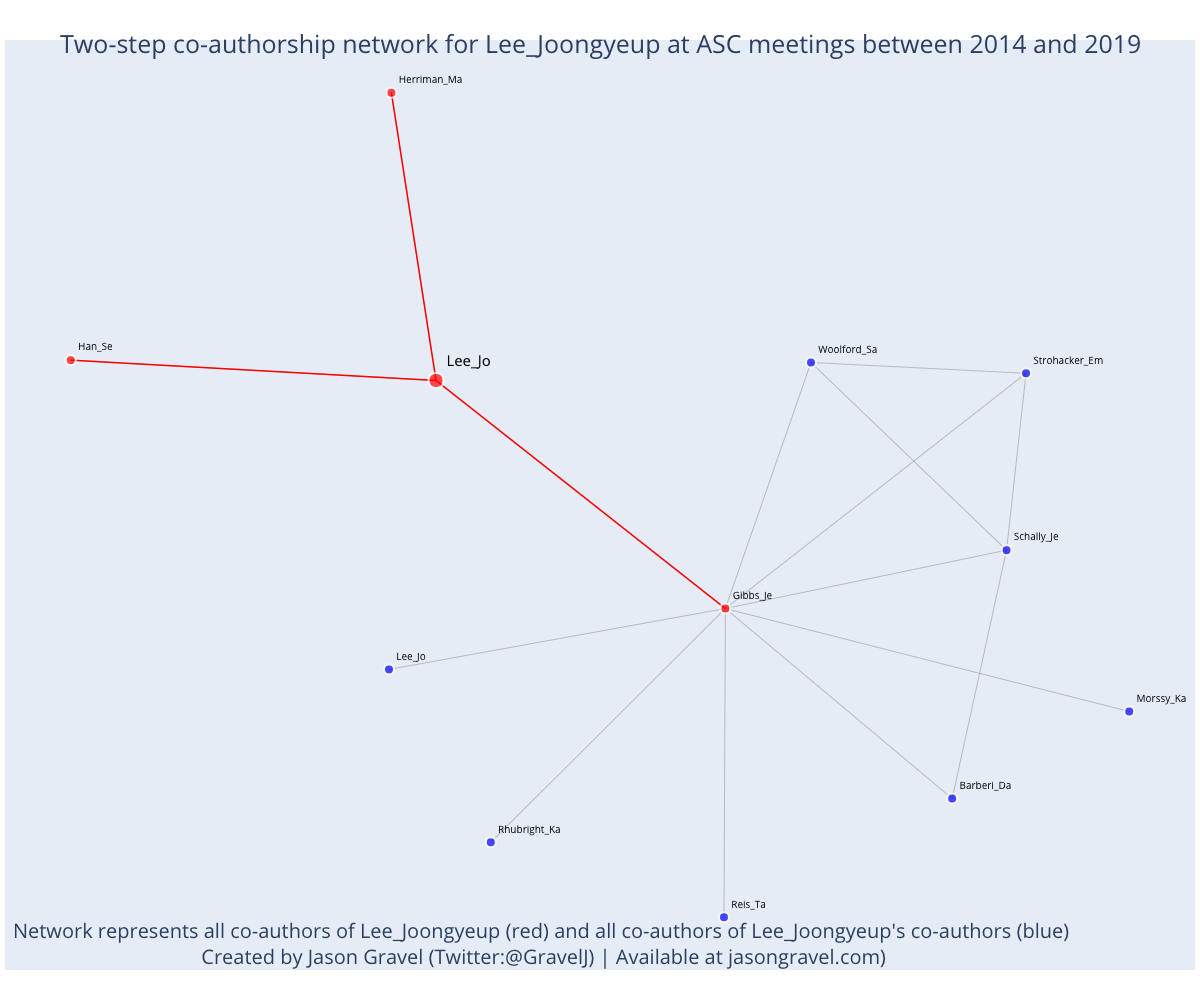 Two-step co-authorship network for Lee_Joongyeup at ASC meetings between 2014 and 2019
Herriman_Ma
Han_Se
Lee_Jo
Woolford_Sa
Strohacker_Em
Schally_Je
Gibbs_Je
Lee_Jo
Morssy_Ka
Barberi_Da
Rhubright_Ka
Reis_Ta
Network represents all co-authors of Lee_Joongyeup (red) and all co-authors of Lee_Joongyeup's co-authors (blue)
Created by Jason Gravel (Twitter:@GravelJ) | Available at jasongravel.com)